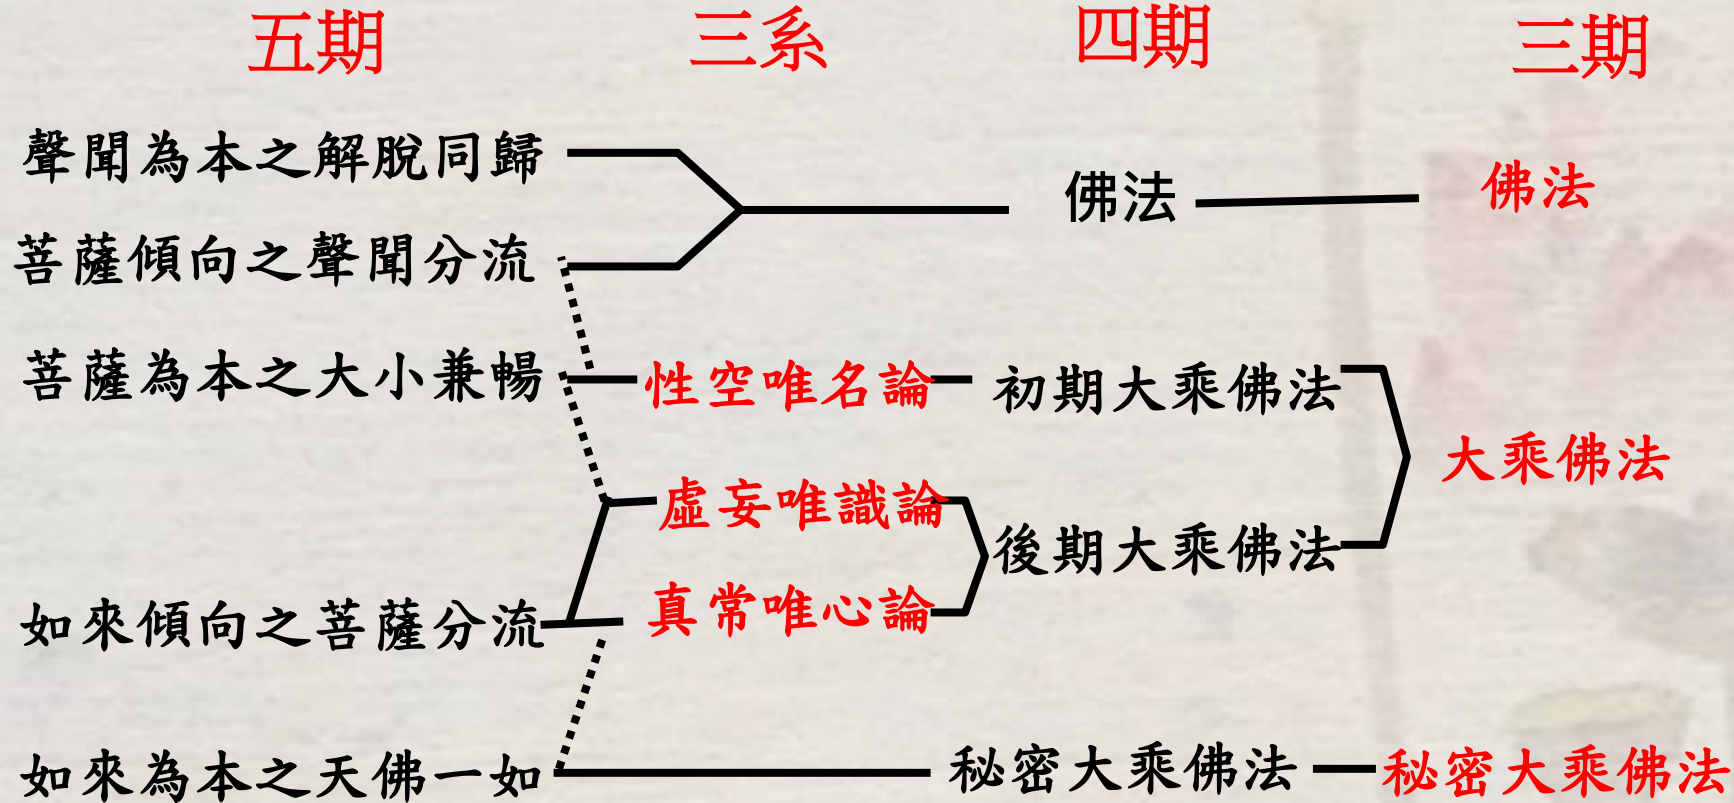 五期 三系 四期 三期
聲聞為本之解脫同歸
佛法 佛法
菩薩傾向之聲聞分流
菩薩為本之大小兼暢 性空唯名論 初期大乘佛法
大乘佛法
虛妄唯識論
後期大乘佛法
如來傾向之菩薩分流 真常唯心論
如來為本之天佛一如 秘密大乘佛法 秘密大乘佛法